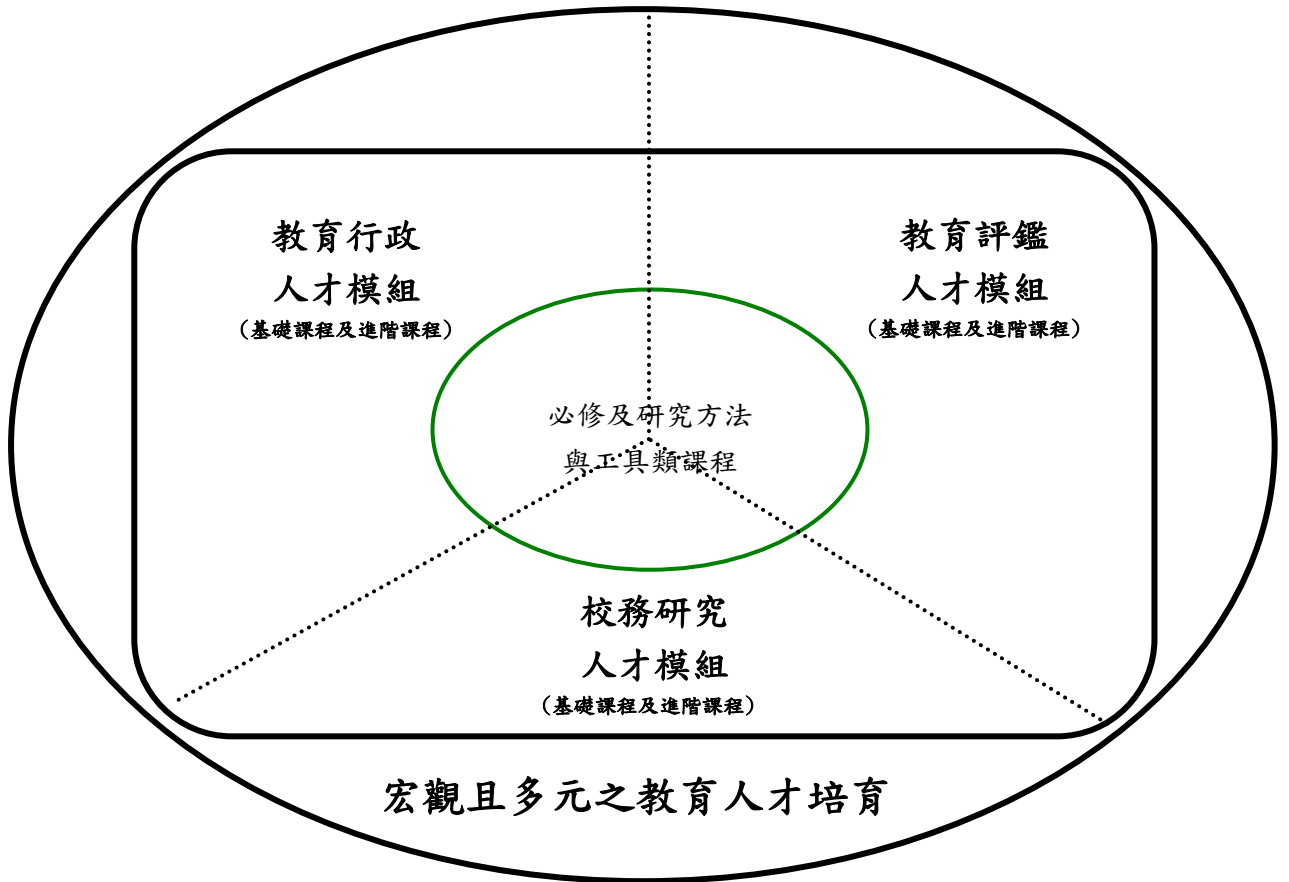 教育行政
人才模組
（基礎課程及進階課程）
教育評鑑
人才模組
（基礎課程及進階課程）
必修及研究方法
與工具類課程
校務研究
人才模組
（基礎課程及進階課程）
宏觀且多元之教育人才培育